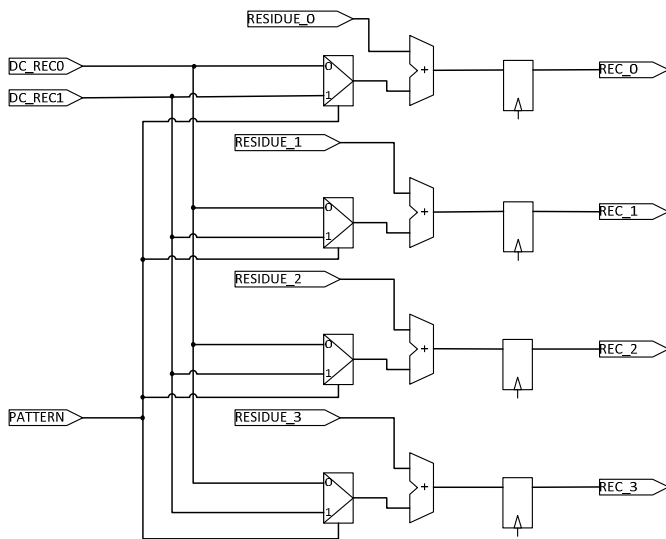 RESIDUE_0
DC_REC0
0
+
REC_0
DC_REC1
1
RESIDUE_1
0
+
REC_1
1
RESIDUE_2
0
+
REC_2
1
PATTERN
RESIDUE_3
0
+
REC_3
1